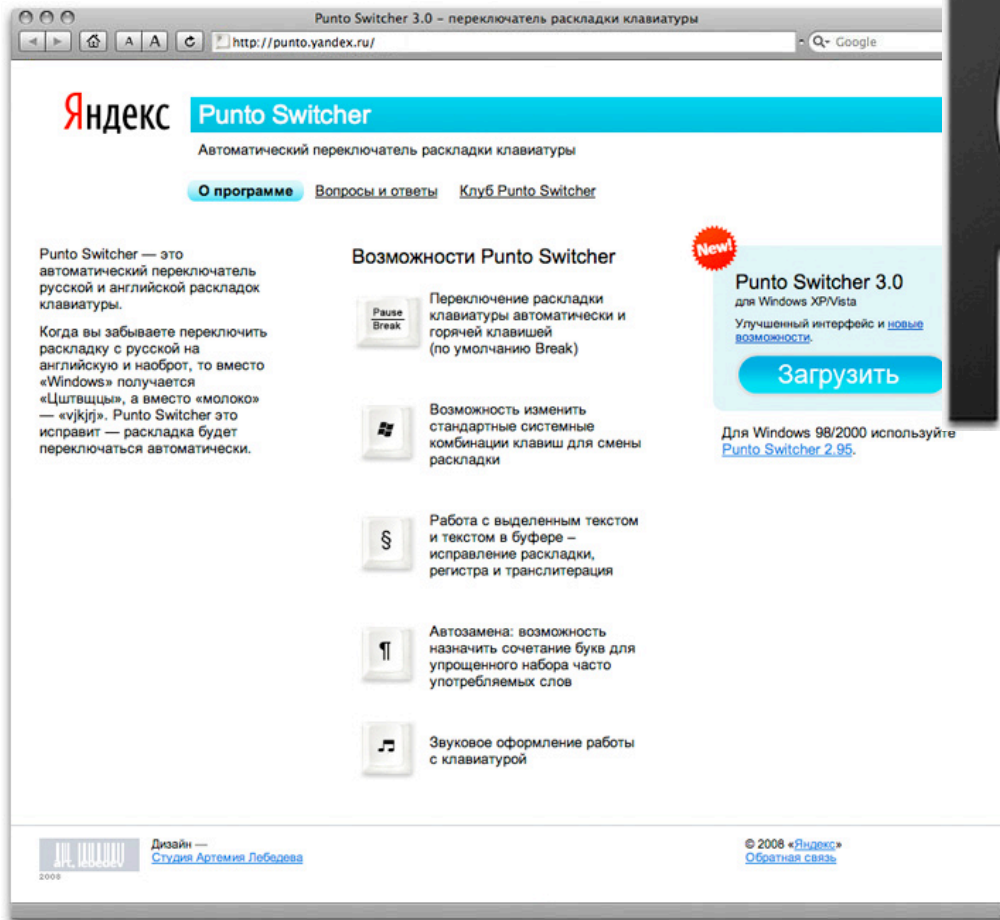 Punto Switcher 3.0 – переключатель раскладки клавиатуры
A A http://punto.yandex.ru/ Google
Яндекс Punto Switcher
Автоматический переключатель раскладки клавиатуры
О программе Вопросы и ответы Клуб Punto Switcher
Punto Switcher — это
автоматический переключатель
русской и английской раскладок
клавиатуры.
Когда вы забываете переключить
раскладку с русской на
английскую и наоброт, то вместо
«Windows» получается
«Цштвщцы», а вместо «молоко»
— «vjkjrj». Punto Switcher это
исправит — раскладка будет
переключаться автоматически.
Возможности Punto Switcher
Pause
Break
Переключение раскладки
клавиатуры автоматически и
горячей клавишей
(по умолчанию Break)
Возможность изменить
стандартные системные
комбинации клавиш для смены
раскладки
§
Работа с выделенным текстом
и текстом в буфере –
исправление раскладки,
регистра и транслитерация
¶
Автозамена: возможность
назначить сочетание букв для
упрощенного набора часто
употребляемых слов
Звуковое оформление работы
с клавиатурой
New!
Punto Switcher 3.0
для Windows XP/Vista
Улучшенный интерфейс и новые
возможности.
Загрузить
Для Windows 98/2000 используйте
Punto Switcher 2.95.
art. lebedev
2008
Дизайн —
Студия Артемия Лебедева
© 2008 «Яндекс»
Обратная связь